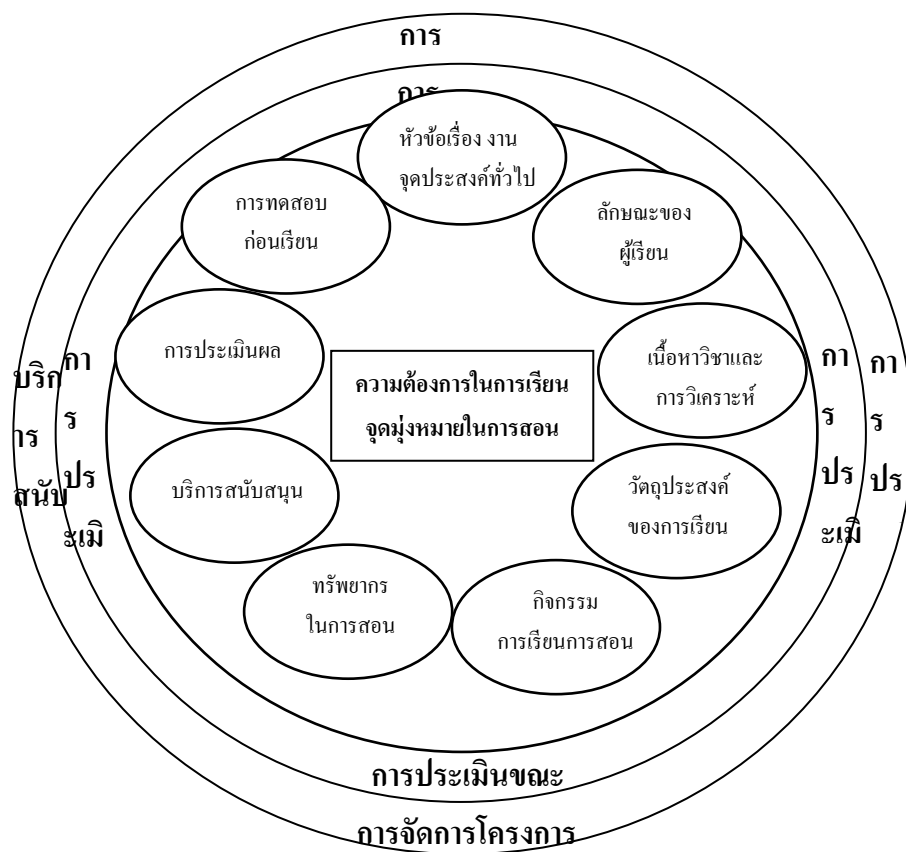 การ
การ
หัวข้อเรื่อง งาน
จุดประสงค์ทั่วไป
การทดสอบ
ก่อนเรียน
ลักษณะของ
ผู้เรียน
การประเมินผล
เนื้อหาวิชาและ
การวิเคราะห์
ความต้องการในการเรียน
จุดมุ่งหมายในการสอน
บริก
าร
สนับ
กา
ร
ปร
ะเมิ
กา
ร
ปร
ะเมิ
กา
ร
ปร
บริการสนับสนุน
วัตถุประสงค์
ของการเรียน
ทรัพยากร
ในการสอน
กิจกรรม
การเรียนการสอน
การประเมินขณะ
การจัดการโครงการ